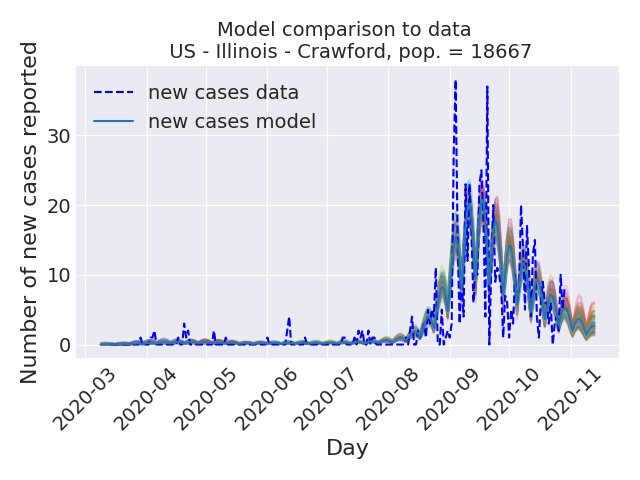 Model comparison to data
US - Illinois - Crawford, pop. = 18667
new cases data
new cases model
Number of new cases reported
30
20
10
0
2020-03
2020-04
2020-05
2020-06
2020-07
2020-08
2020-09
2020-10
2020-11
Day